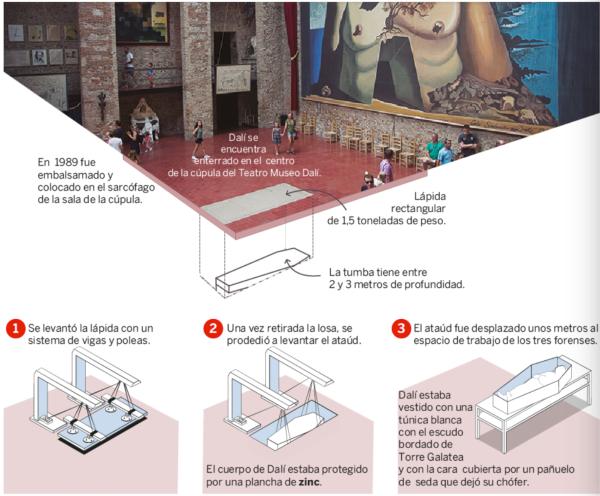 Dalí se
encuentra
enterrado en el centro
de la cúpula del Teatro Museo Dalí.
En 1989 fue
embalsamado y
colocado en el sarcófago
de la sala de la cúpula.
Lápida
rectangular
de 1,5 toneladas de peso.
La tumba tiene entre
2 y 3 metros de profundidad.
1 Se levantó la lápida con un
sistema de vigas y poleas.
2 Una vez retirada la losa, se
prodedió a levantar el ataúd.
El cuerpo de Dalí estaba protegido
por una plancha de zinc.
3 El ataúd fue desplazado unos metros al
espacio de trabajo de los tres forenses.
Dalí estaba
vestido con una
túnica blanca
con el escudo
bordado de
Torre Galatea
y con la cara cubierta por un pañuelo
de seda que dejó su chófer.